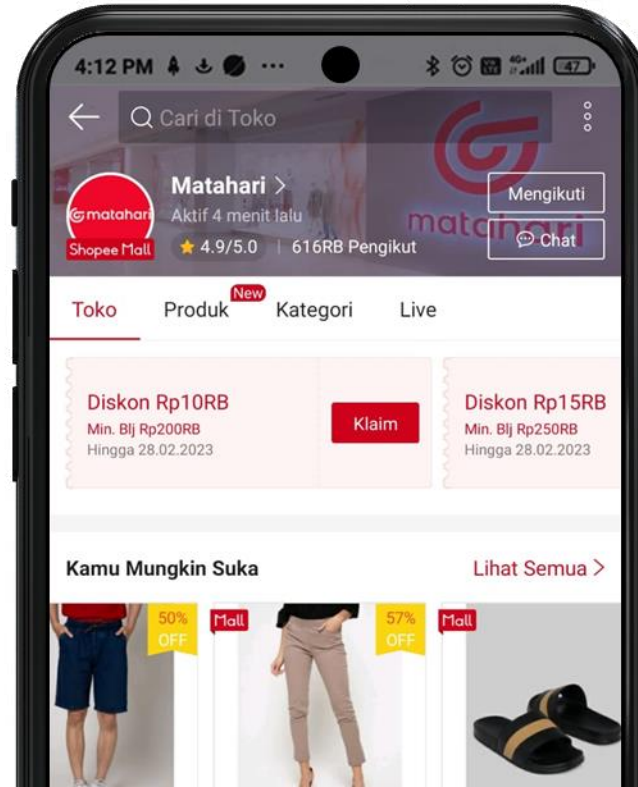 4:12 PM
4G+
47
Cari di Toko
matahari
Shopee Mall
Matahari >
Aktif 4 menit lalu
4.9/5.0 | 616RB Pengikut
matahari
Mengikuti
Chat
Toko
Produk
New
Kategori
Live
Diskon Rp10RB
Min. Blj Rp200RB
Hingga 28.02.2023
Klaim
Diskon Rp15RB
Min. Blj Rp250RB
Hingga 28.02.2023
Kamu Mungkin Suka
Lihat Semua >
50%
OFF
Mall
57%
OFF
Mall